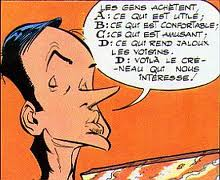 LES GENS ACHÈTENT,
A: CE QUI EST UTILE;
B: CE QUI EST CONFORTABLE;
C: CE QUI EST AMUSANT;
D: CE QUI REND JALOUX
LES VOISINS.
D: VOILÀ LE CRÉ-
NEAU QUI NOUS
INTÉRESSE!